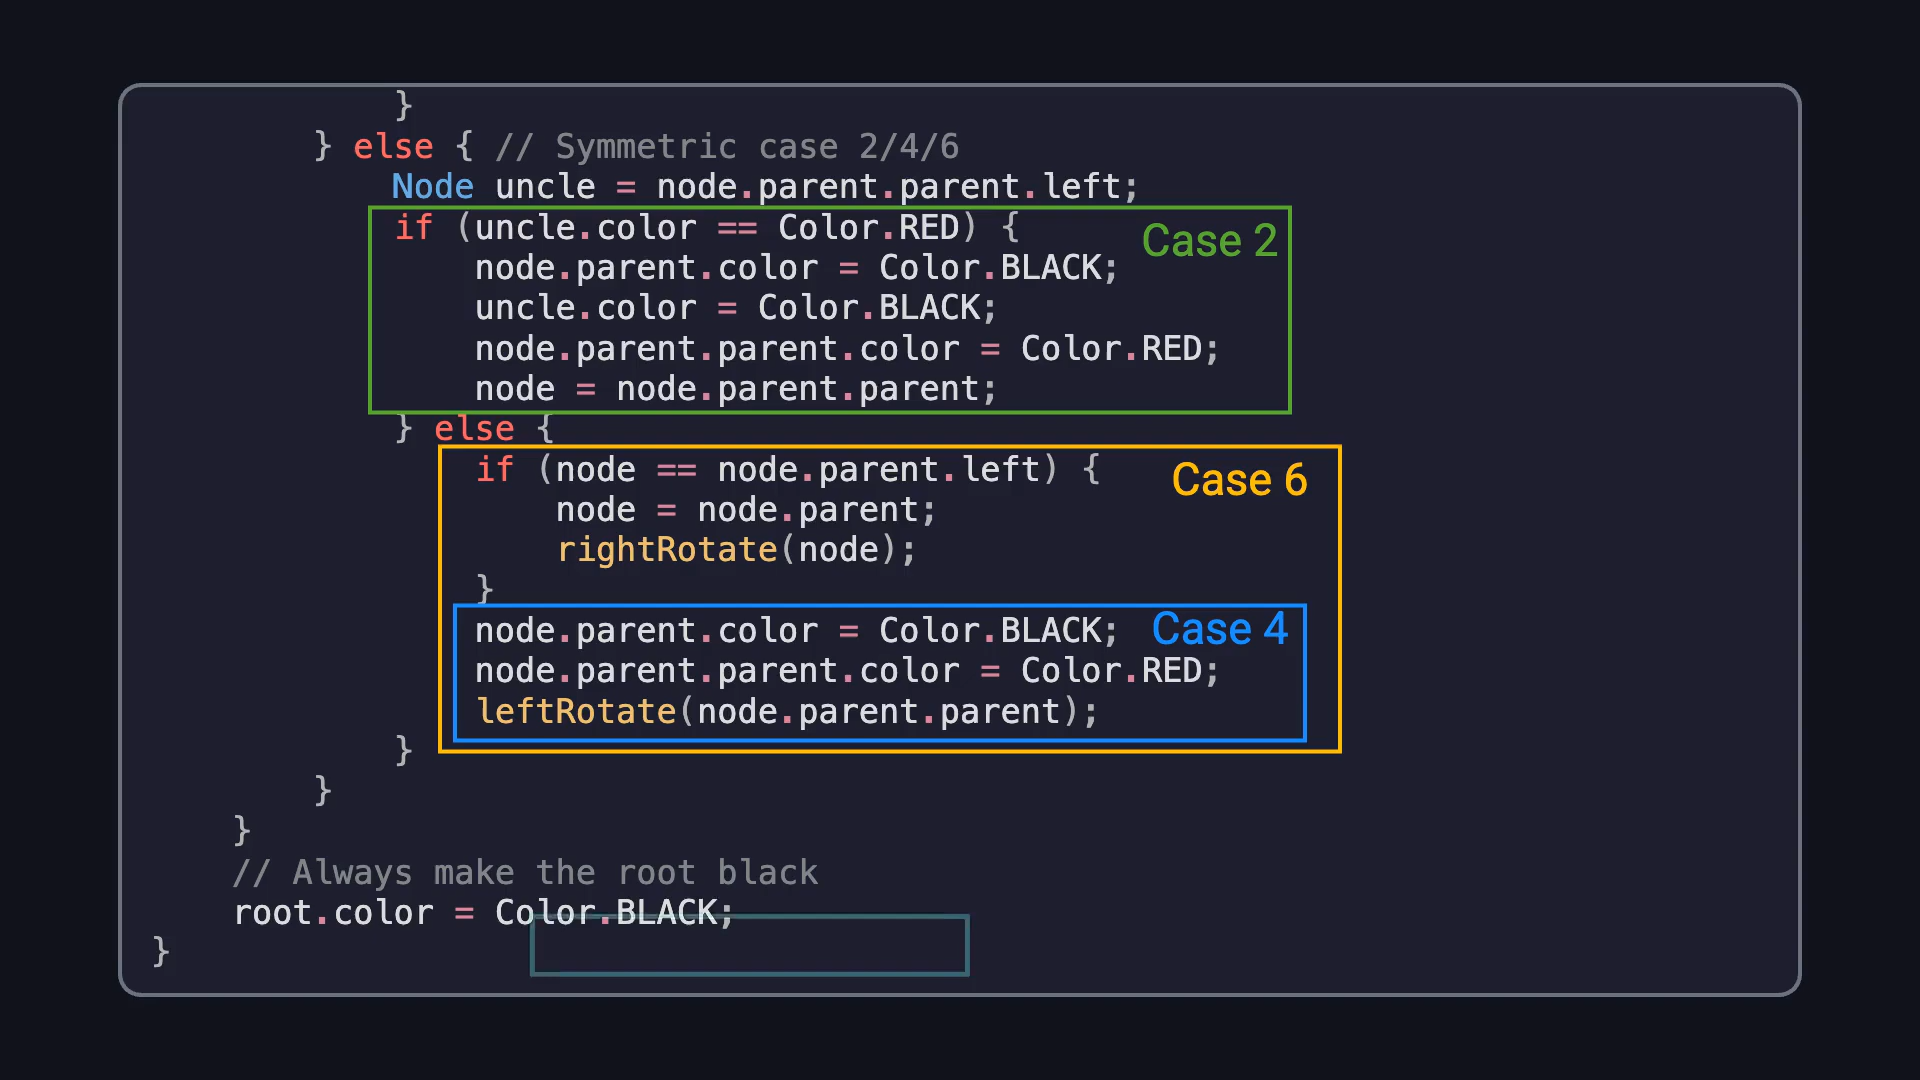 }
} else { // Symmetric case 2/4/6
Node uncle = node.parent.parent.left;
if (uncle.color == Color.RED) {
Case 2
node.parent.color = Color.BLACK;
uncle.color = Color.BLACK;
node.parent.parent.color = Color.RED;
node = node.parent.parent;
} else {
if (node == node.parent.left) {
Case 6
node = node.parent;
rightRotate(node);
}
node.parent.color = Color.BLACK;
Case 4
node.parent.parent.color = Color.RED;
leftRotate(node.parent.parent);
}
}
}
// Always make the root black
root.color = Color.BLACK;
}